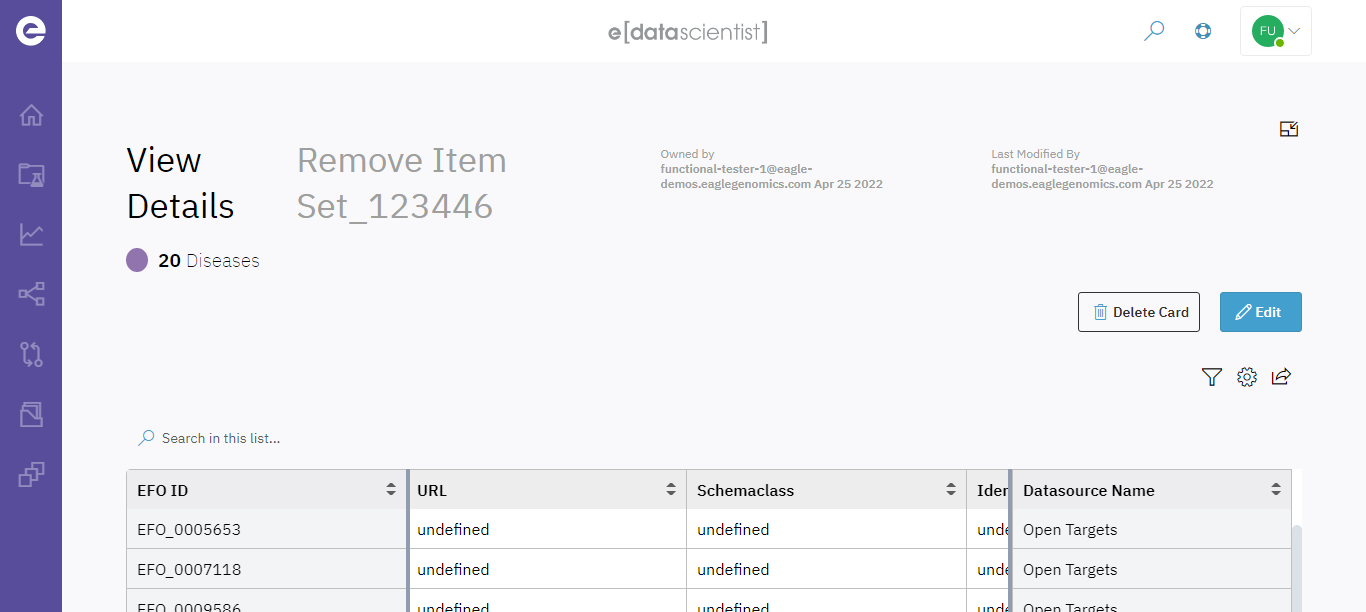 e[datascientist]
FU
View
Details
Remove Item
Set_123446
Owned by
functional-tester-1@eagle-
demos.eaglegenomics.com Apr 25 2022
Last Modified By
functional-tester-1@eagle-
demos.eaglegenomics.com Apr 25 2022
20 Diseases
Delete Card
Edit
Search in this list...
EFO ID URL Schemaclass Iden Datasource Name
EFO_0005653 undefined undefined unde Open Targets
EFO_0007118 undefined undefined unde Open Targets
EFO_0009586 undefined undefined unde Open Targets